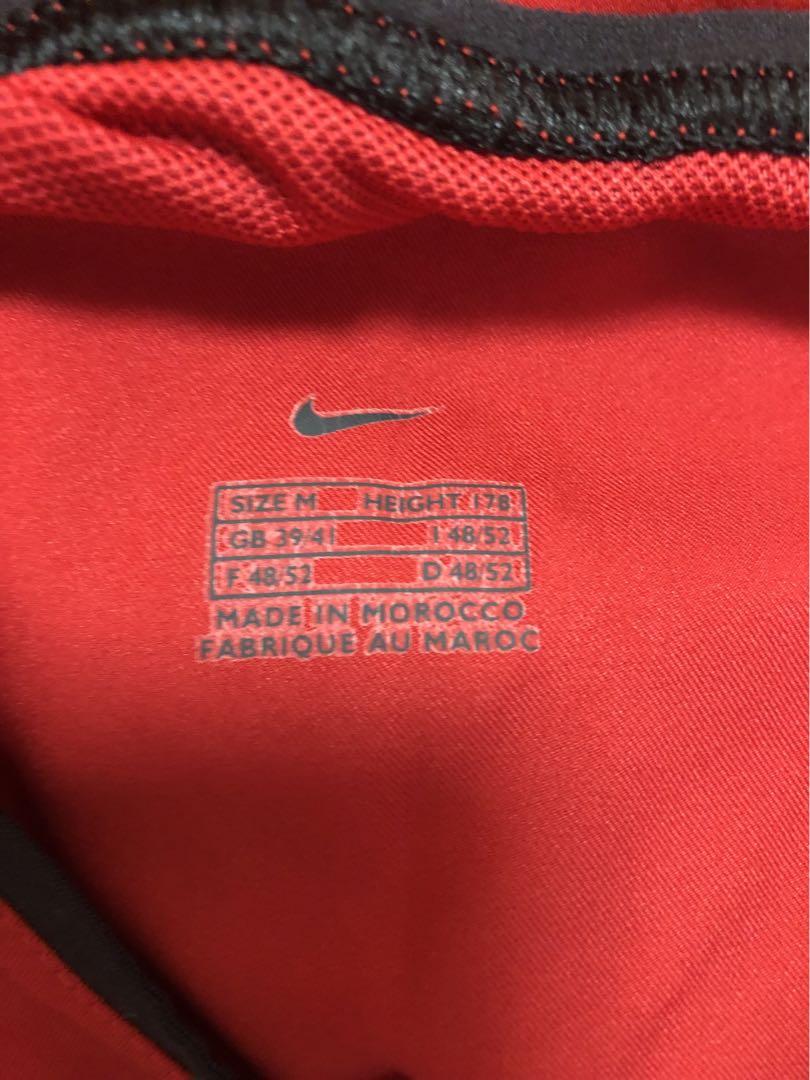 SIZE M HEIGHT 178
GB 39/41 I 48/52
F 48/52 D 48/52
MADE IN MOROCCO
FABRIQUE AU MAROC